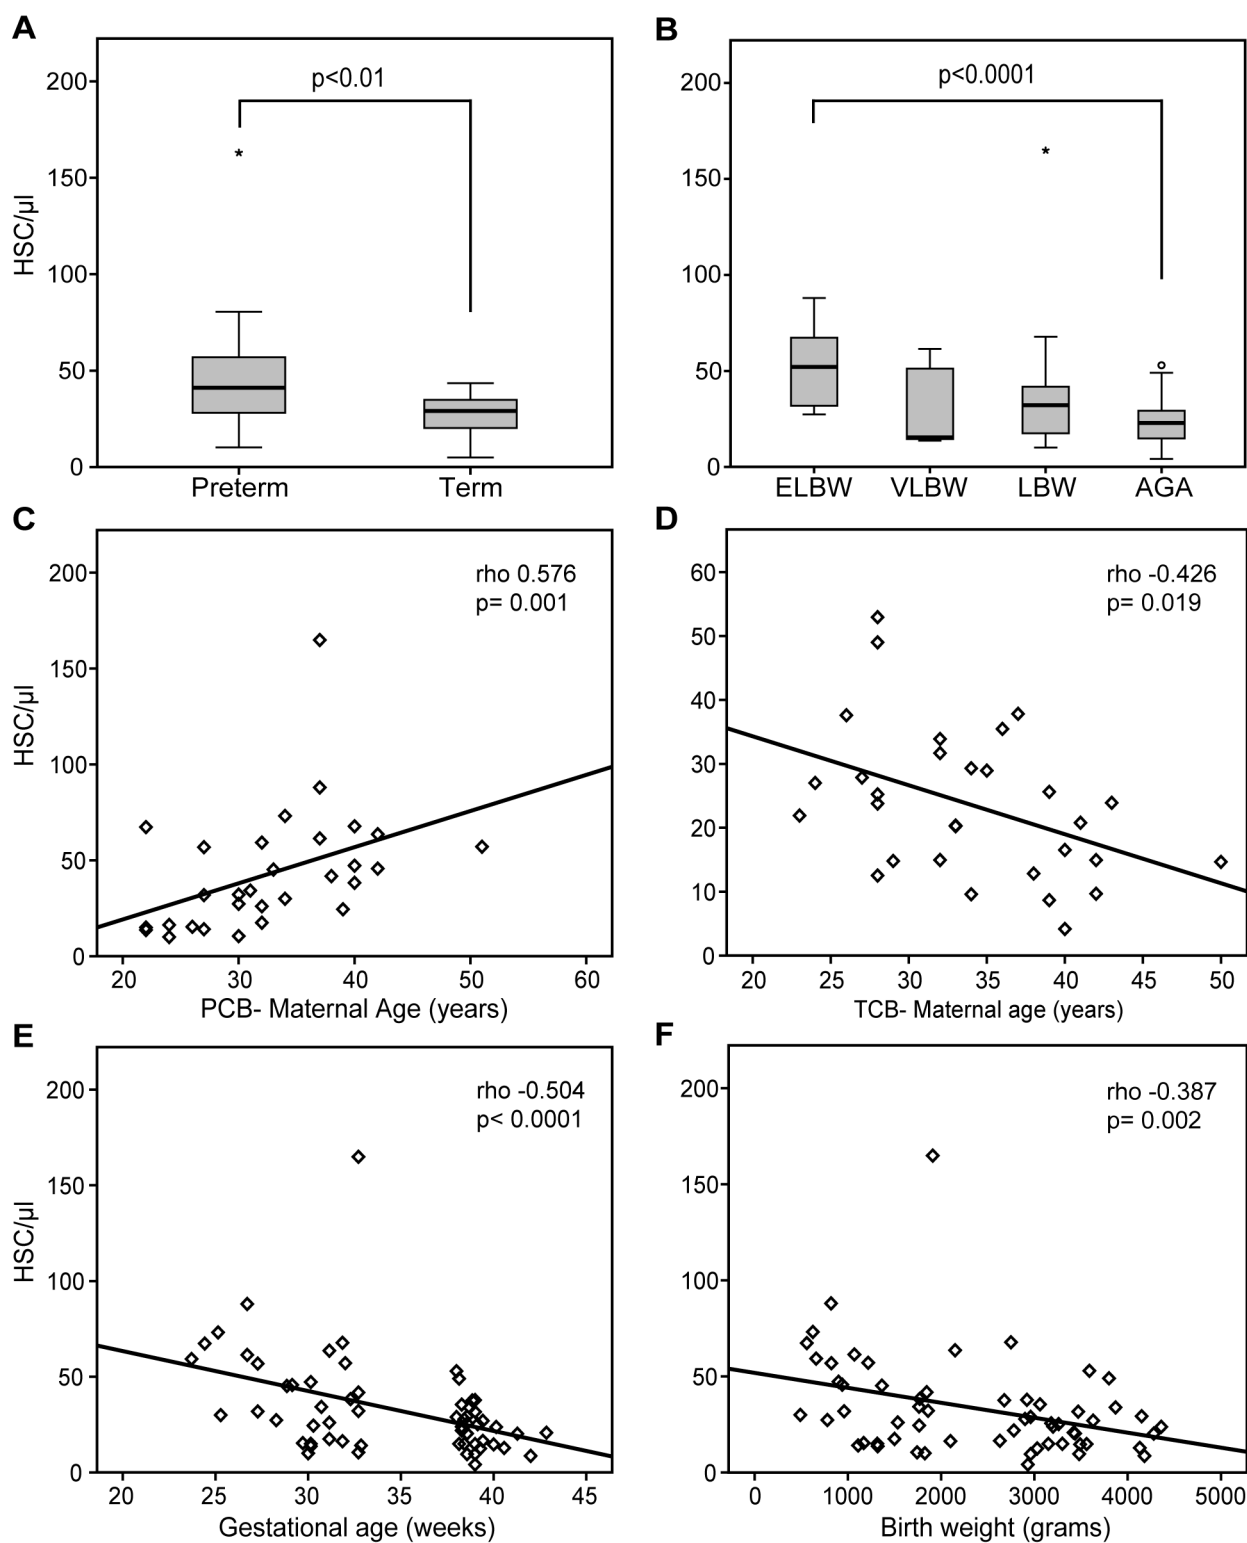 A
HSC/µl
200
150
100
50
0
p<0.01
*
Preterm
Term
B
200
150
100
50
0
p<0.0001
*
ELBW
VLBW
LBW
AGA
C
HSC/µl
200
150
100
50
0
rho 0.576
p= 0.001
20
30
40
50
60
PCB- Maternal Age (years)
D
60
50
40
30
20
10
0
rho -0.426
p= 0.019
20
25
30
35
40
45
50
TCB- Maternal age (years)
E
HSC/µl
200
150
100
50
0
rho -0.504
p< 0.0001
20
25
30
35
40
45
Gestational age (weeks)
F
200
150
100
50
0
rho -0.387
p= 0.002
0
1000
2000
3000
4000
5000
Birth weight (grams)